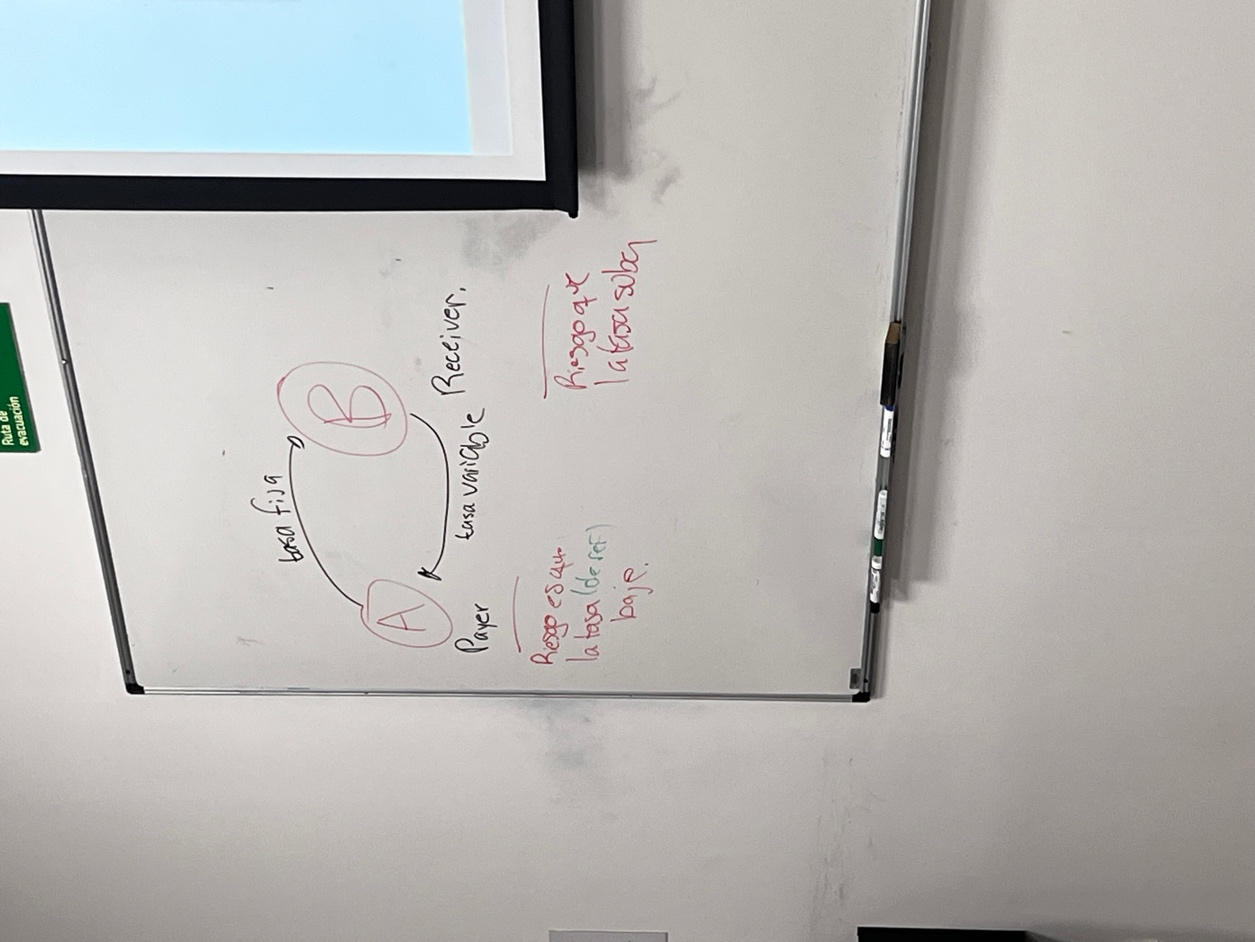 Ruta de
evacuación
tasa fija
A
B
Payer
tasa variable
Receiver.
Riesgo es que
la tasa (de ref)
baje.
Riesgo que
la tasa suba